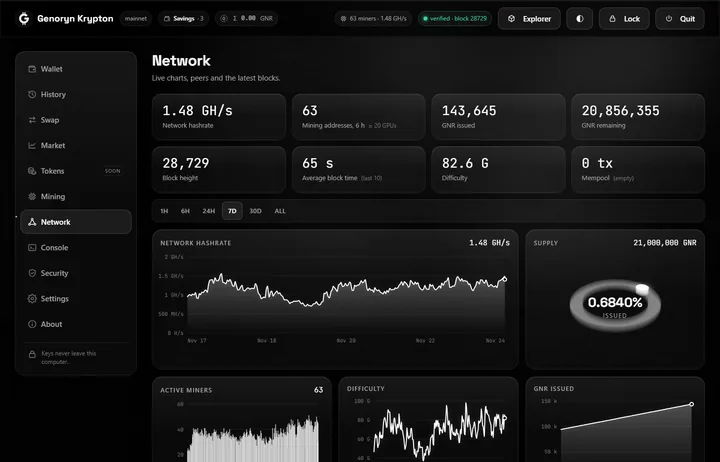 Genoryn Krypton
mainnet
Savings · 3
Σ 0.00 GNR
63 miners · 1.48 GH/s
verified · block 28729
Explorer
Lock
Quit
Wallet
History
Swap
Market
Tokens SOON
Mining
Network
Console
Security
Settings
About
Keys never leave this
computer.
Network
Live charts, peers and the latest blocks.
1.48 GH/s
Network hashrate
63
Mining addresses, 6 h ≈ 20 GPUs
143,645
GNR issued
20,856,355
GNR remaining
28,729
Block height
65 s
Average block time (last 10)
82.6 G
Difficulty
0 tx
Mempool (empty)
1H 6H 24H 7D 30D ALL
NETWORK HASHRATE 1.48 GH/s
2 GH/s
1.5 GH/s
1 GH/s
500 MH/s
0 H/s
Nov 17 Nov 18 Nov 20 Nov 22 Nov 24
SUPPLY 21,000,000 GNR
0.6840%
ISSUED
ACTIVE MINERS 63
60
40
20
DIFFICULTY
100 G
80 G
60 G
40 G
GNR ISSUED
150 k
100 k
50 k